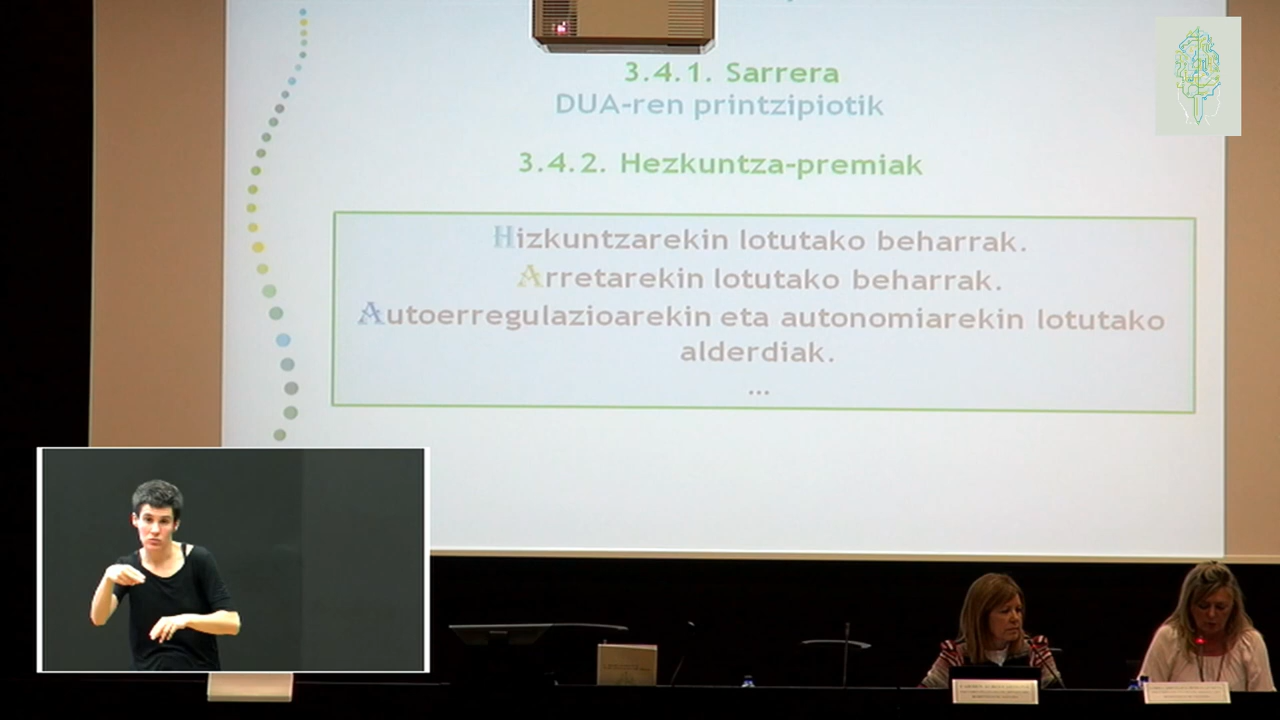 3.4.1. Sarrera
DUA-ren printzipiotik
3.4.2. Hezkuntza-premiak
Hizkuntzarekin lotutako beharrak.
Arretarekin lotutako beharrak.
Autoerregulazioarekin eta autonomiarekin lotutako
alderdiak.
...